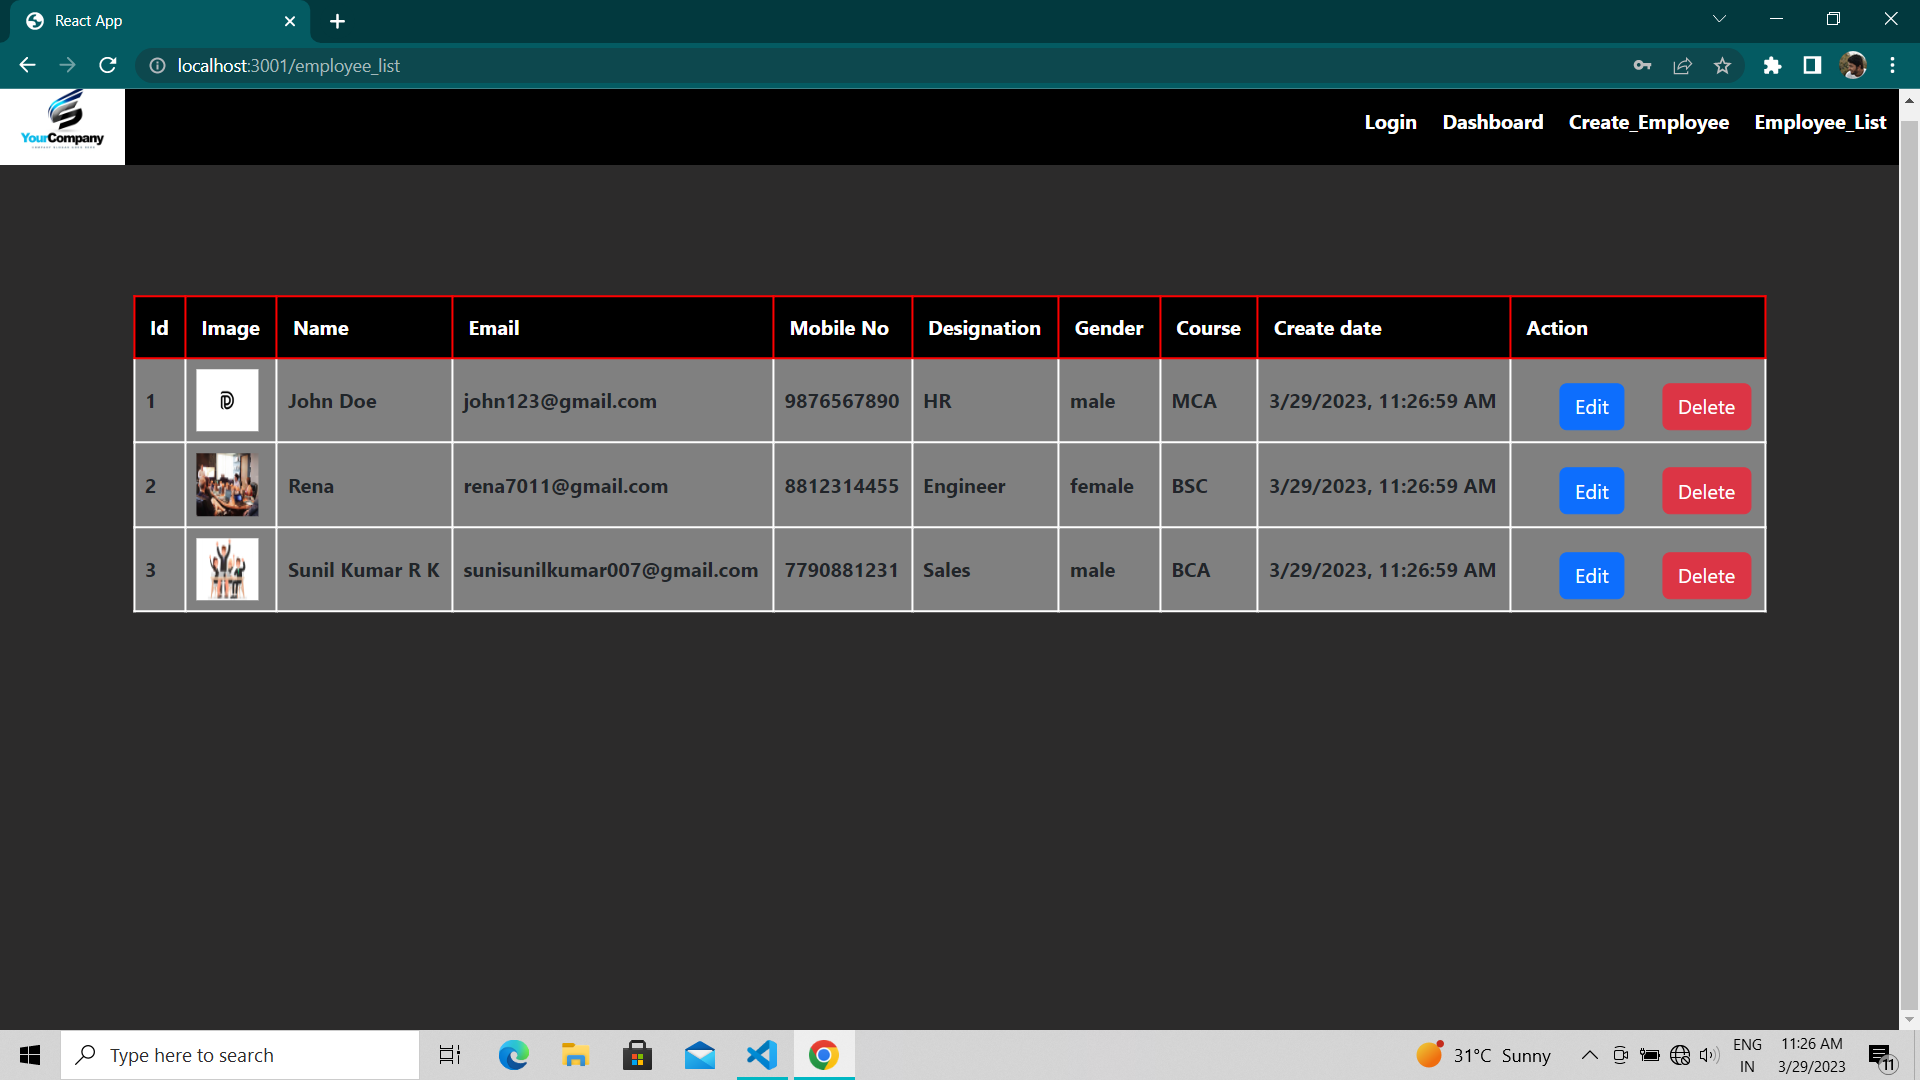 React App
localhost:3001/employee_list
YourCompany
Login Dashboard Create_Employee Employee_List
Id Image Name Email Mobile No Designation Gender Course Create date Action
1 John Doe john123@gmail.com 9876567890 HR male MCA 3/29/2023, 11:26:59 AM Edit Delete
2 Rena rena7011@gmail.com 8812314455 Engineer female BSC 3/29/2023, 11:26:59 AM Edit Delete
3 Sunil Kumar R K sunisunilkumar007@gmail.com 7790881231 Sales male BCA 3/29/2023, 11:26:59 AM Edit Delete
Type here to search
31°C Sunny
ENG
IN
11:26 AM
3/29/2023
11